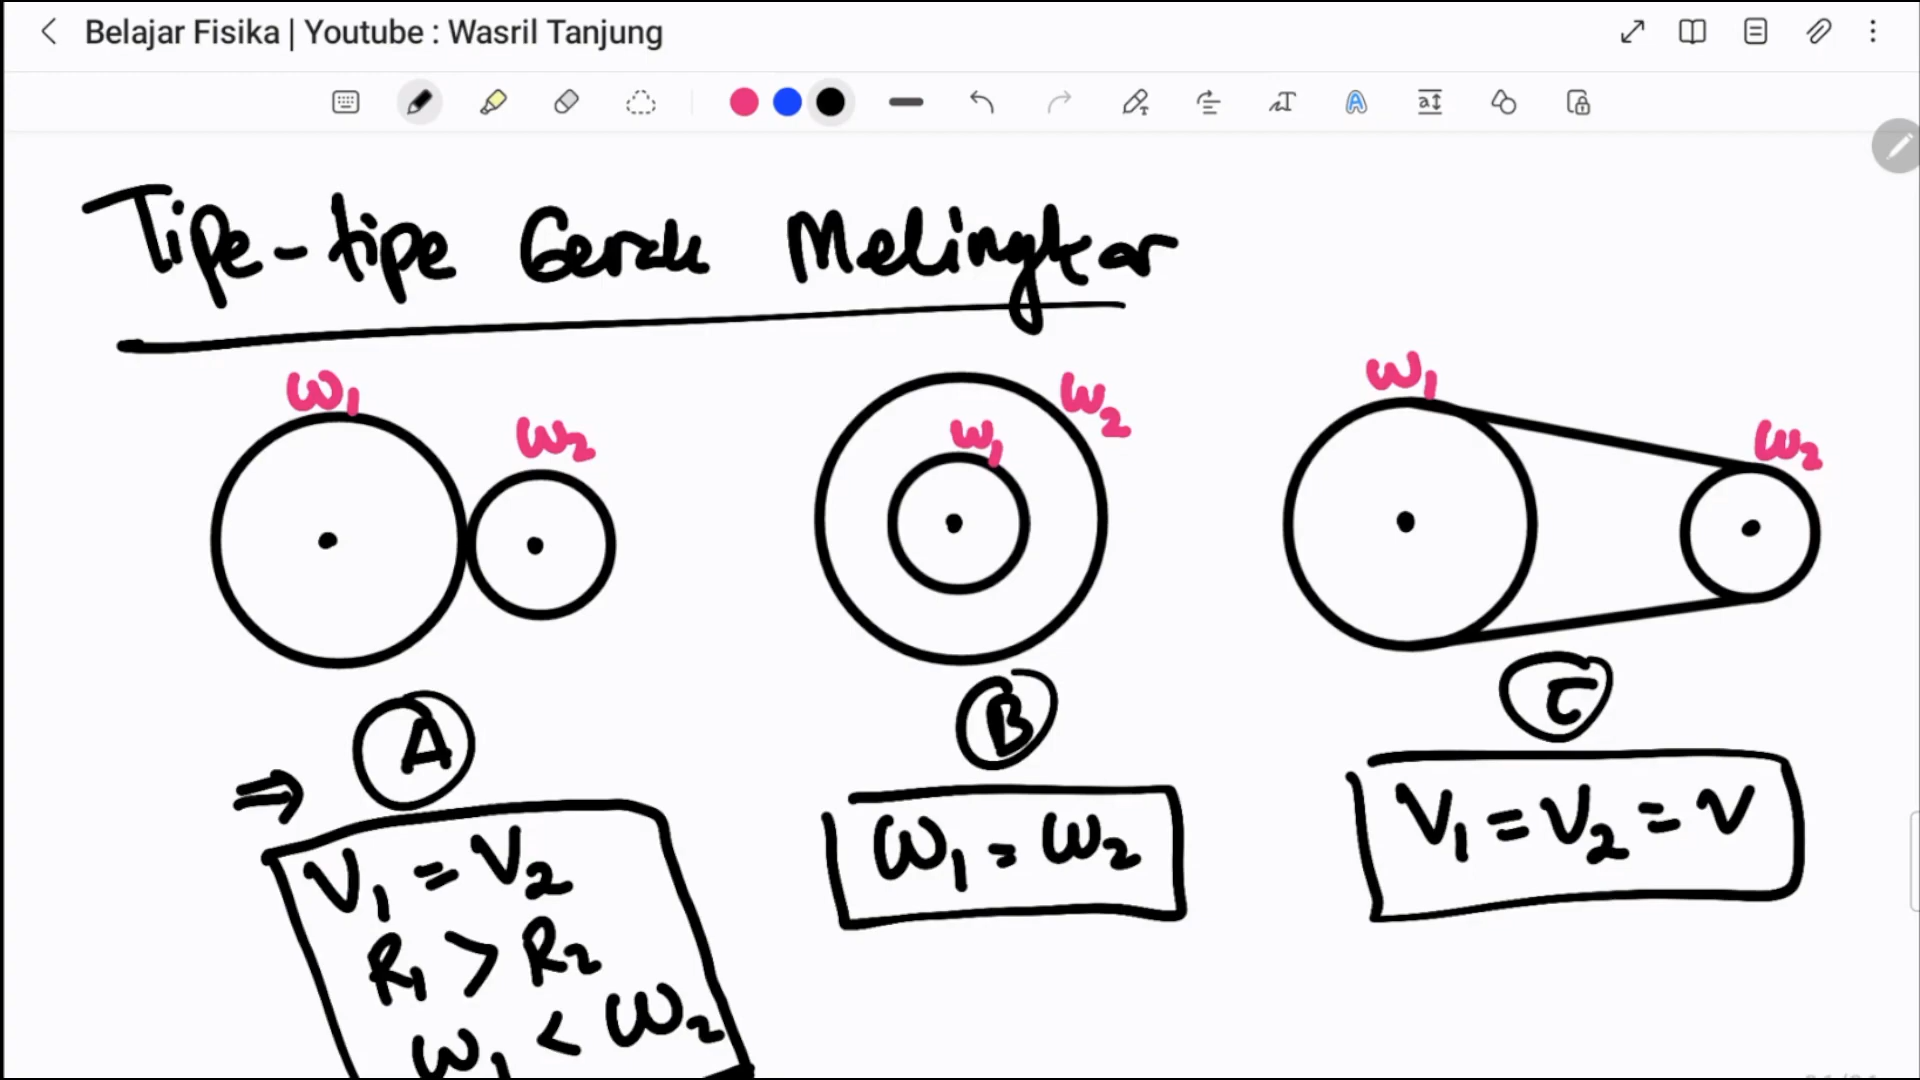 Belajar Fisika | Youtube : Wasril Tanjung
Tipe-tipe Gerak Melingkar
ω₁
ω₂
ω₁
ω₂
ω₁
ω₂
A
B
C
⇒
V₁ = V₂
R₁ > R₂
ω₁ < ω₂
ω₁ = ω₂
V₁ = V₂ = V